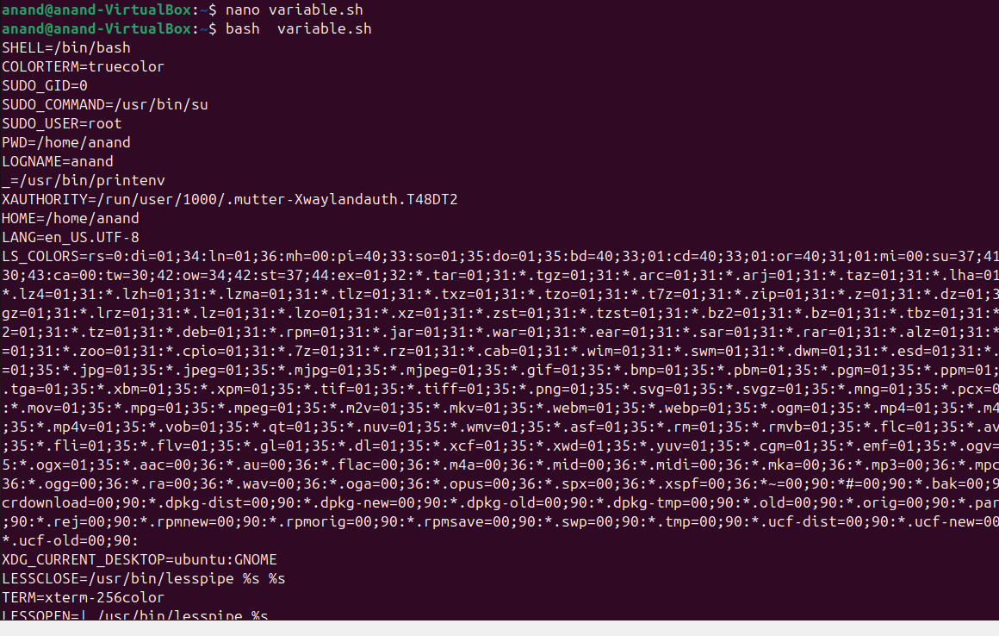 anand@anand-VirtualBox:~$ nano variable.sh
anand@anand-VirtualBox:~$ bash  variable.sh
SHELL=/bin/bash
COLORTERM=truecolor
SUDO_GID=0
SUDO_COMMAND=/usr/bin/su
SUDO_USER=root
PWD=/home/anand
LOGNAME=anand
_=/usr/bin/printenv
XAUTHORITY=/run/user/1000/.mutter-Xwaylandauth.T48DT2
HOME=/home/anand
LANG=en_US.UTF-8
LS_COLORS=rs=0:di=01;34:ln=01;36:mh=00:pi=40;33:so=01;35:do=01;35:bd=40;33;01:cd=40;33;01:or=40;31;01:mi=00:su=37;41
30;43:ca=00:tw=30;42:ow=34;42:st=37;44:ex=01;32:*.tar=01;31:*.tgz=01;31:*.arc=01;31:*.arj=01;31:*.taz=01;31:*.lha=01
*.lz4=01;31:*.lzh=01;31:*.lzma=01;31:*.tlz=01;31:*.txz=01;31:*.tzo=01;31:*.t7z=01;31:*.zip=01;31:*.z=01;31:*.dz=01;3
gz=01;31:*.lrz=01;31:*.lz=01;31:*.lzo=01;31:*.xz=01;31:*.zst=01;31:*.tzst=01;31:*.bz2=01;31:*.bz=01;31:*.tbz=01;31:*
2=01;31:*.tz=01;31:*.deb=01;31:*.rpm=01;31:*.jar=01;31:*.war=01;31:*.ear=01;31:*.sar=01;31:*.rar=01;31:*.alz=01;31:*
=01;31:*.zoo=01;31:*.cpio=01;31:*.7z=01;31:*.rz=01;31:*.cab=01;31:*.wim=01;31:*.swm=01;31:*.dwm=01;31:*.esd=01;31:*.
=01;35:*.jpg=01;35:*.jpeg=01;35:*.mjpg=01;35:*.mjpeg=01;35:*.gif=01;35:*.bmp=01;35:*.pbm=01;35:*.pgm=01;35:*.ppm=01;
.tga=01;35:*.xbm=01;35:*.xpm=01;35:*.tif=01;35:*.tiff=01;35:*.png=01;35:*.svg=01;35:*.svgz=01;35:*.mng=01;35:*.pcx=0
:*.mov=01;35:*.mpg=01;35:*.mpeg=01;35:*.m2v=01;35:*.mkv=01;35:*.webm=01;35:*.webp=01;35:*.ogm=01;35:*.mp4=01;35:*.m4
;35:*.mp4v=01;35:*.vob=01;35:*.qt=01;35:*.nuv=01;35:*.wmv=01;35:*.asf=01;35:*.rm=01;35:*.rmvb=01;35:*.flc=01;35:*.av
;35:*.fli=01;35:*.flv=01;35:*.gl=01;35:*.dl=01;35:*.xcf=01;35:*.xwd=01;35:*.yuv=01;35:*.cgm=01;35:*.emf=01;35:*.ogv=
5:*.ogx=01;35:*.aac=00;36:*.au=00;36:*.flac=00;36:*.m4a=00;36:*.mid=00;36:*.midi=00;36:*.mka=00;36:*.mp3=00;36:*.mpc
36:*.ogg=00;36:*.ra=00;36:*.wav=00;36:*.oga=00;36:*.opus=00;36:*.spx=00;36:*.xspf=00;36:*~=00;90:*#=00;90:*.bak=00;9
crdownload=00;90:*.dpkg-dist=00;90:*.dpkg-new=00;90:*.dpkg-old=00;90:*.dpkg-tmp=00;90:*.old=00;90:*.orig=00;90:*.par
;90:*.rej=00;90:*.rpmnew=00;90:*.rpmorig=00;90:*.rpmsave=00;90:*.swp=00;90:*.tmp=00;90:*.ucf-dist=00;90:*.ucf-new=00
*.ucf-old=00;90:
XDG_CURRENT_DESKTOP=ubuntu:GNOME
LESSCLOSE=/usr/bin/lesspipe %s %s
TERM=xterm-256color
LESSOPEN=| /usr/bin/lesspipe %s